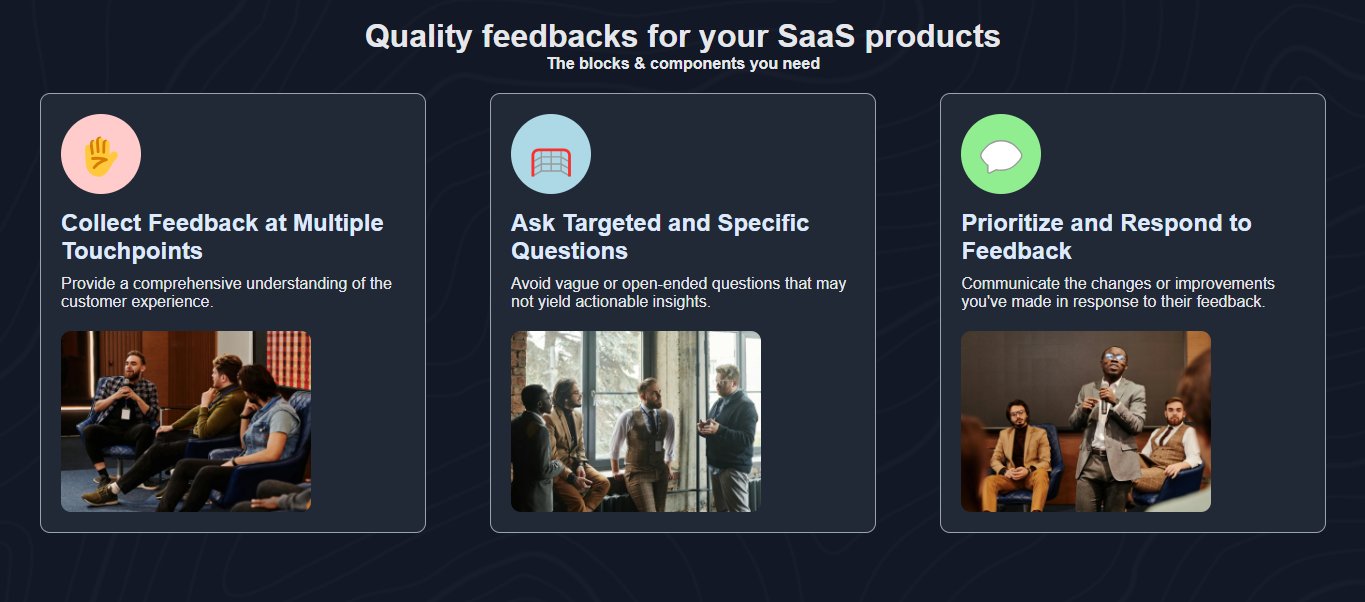 Quality feedbacks for your SaaS products
The blocks & components you need
Collect Feedback at Multiple
Touchpoints
Provide a comprehensive understanding of the
customer experience.
Ask Targeted and Specific
Questions
Avoid vague or open-ended questions that may
not yield actionable insights.
Prioritize and Respond to
Feedback
Communicate the changes or improvements
you've made in response to their feedback.